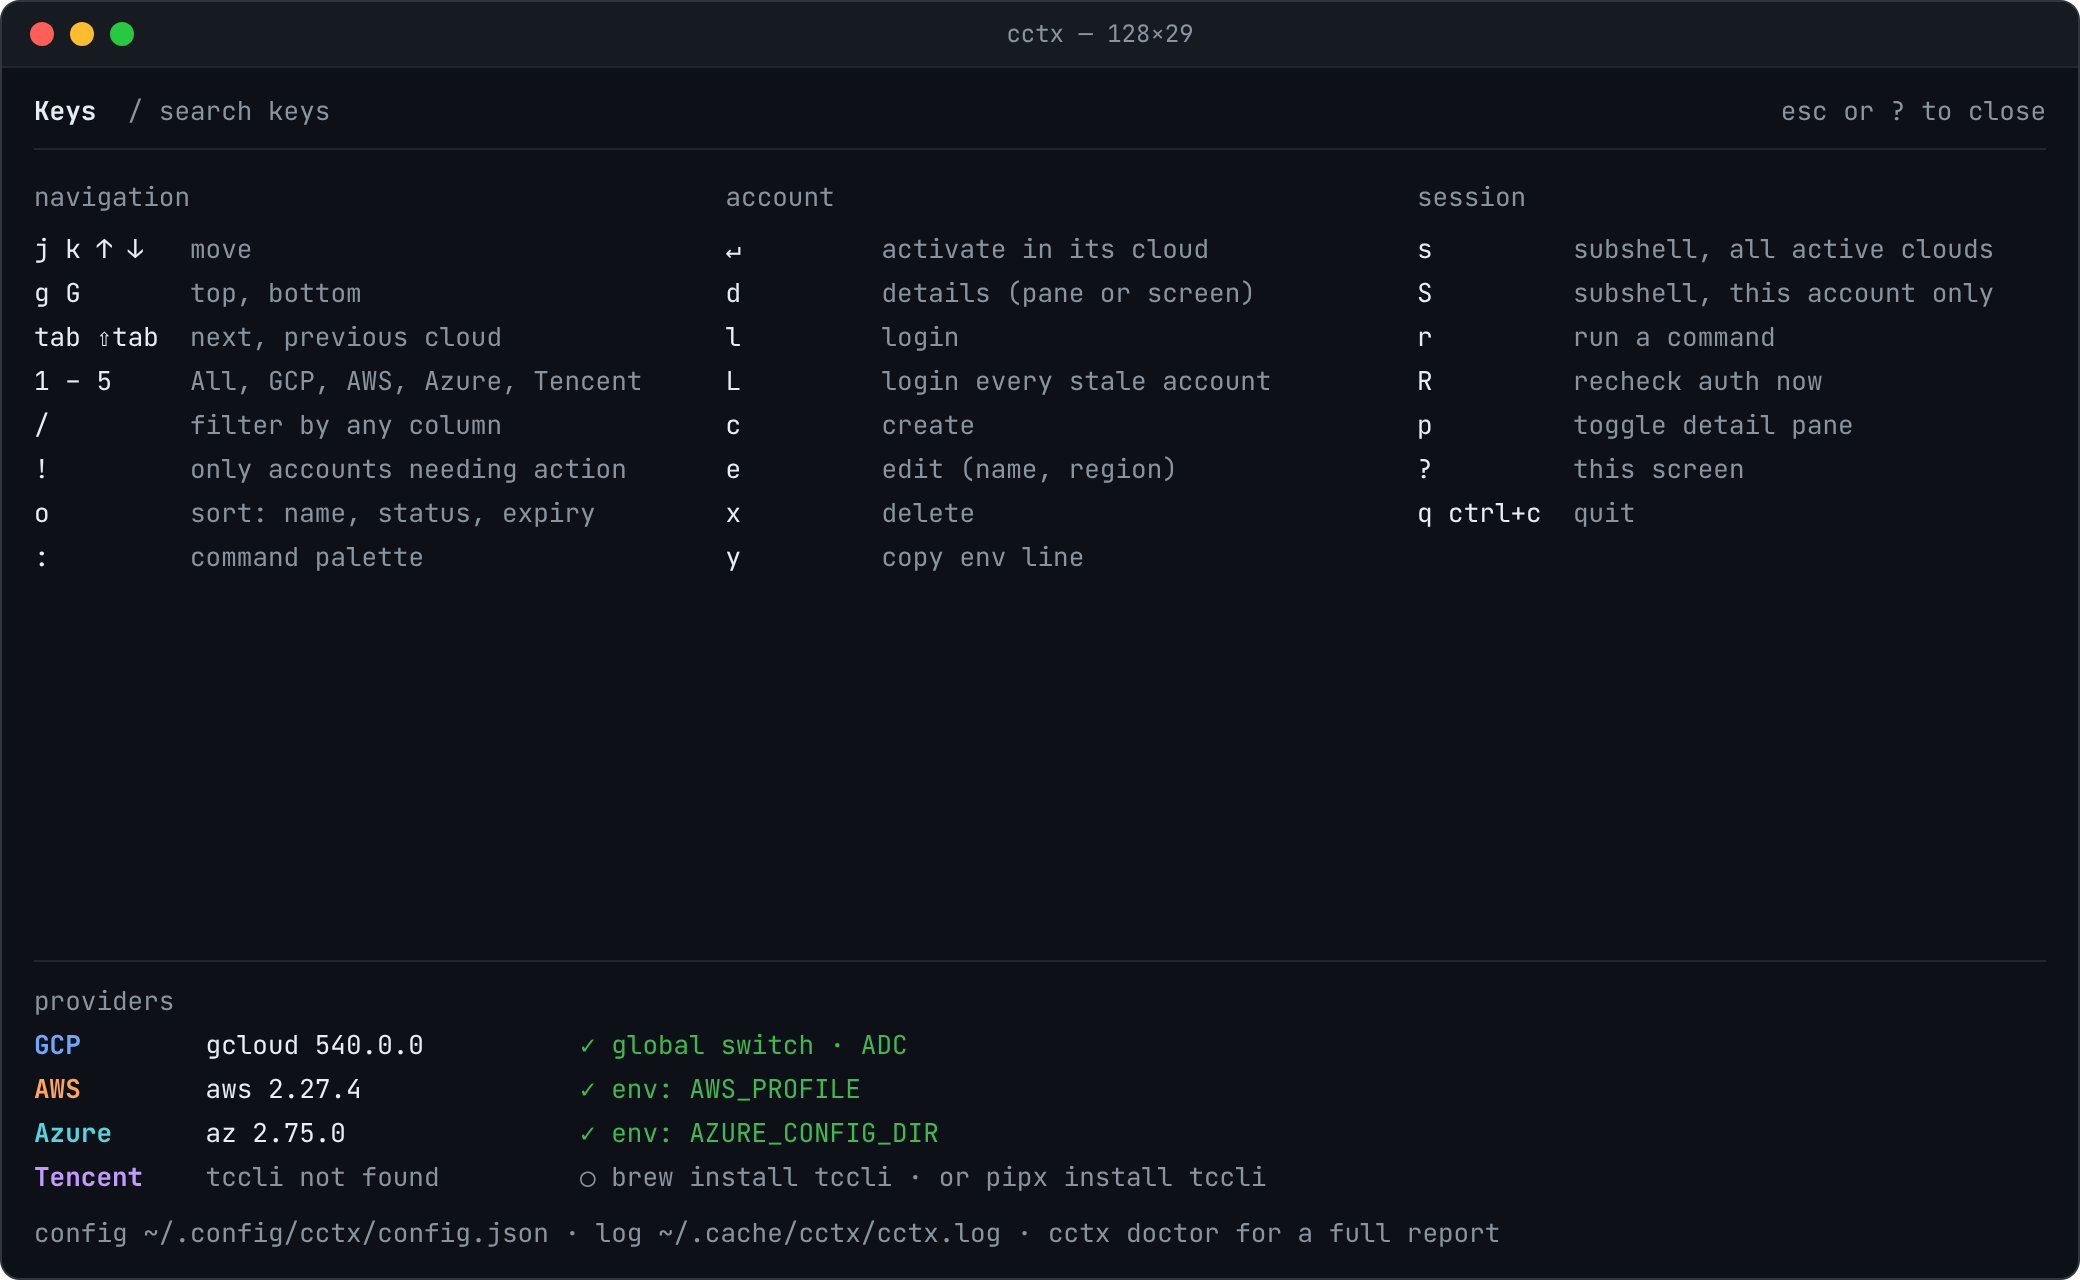 cctx — 128×29
Keys / search keys
esc or ? to close
navigation
j k ↑ ↓ move
g G top, bottom
tab ⇧tab next, previous cloud
1 – 5 All, GCP, AWS, Azure, Tencent
/ filter by any column
! only accounts needing action
o sort: name, status, expiry
: command palette
account
↵ activate in its cloud
d details (pane or screen)
l login
L login every stale account
c create
e edit (name, region)
x delete
y copy env line
session
s subshell, all active clouds
S subshell, this account only
r run a command
R recheck auth now
p toggle detail pane
? this screen
q ctrl+c quit
providers
GCP gcloud 540.0.0 ✓ global switch · ADC
AWS aws 2.27.4 ✓ env: AWS_PROFILE
Azure az 2.75.0 ✓ env: AZURE_CONFIG_DIR
Tencent tccli not found ○ brew install tccli · or pipx install tccli
config ~/.config/cctx/config.json · log ~/.cache/cctx/cctx.log · cctx doctor for a full report